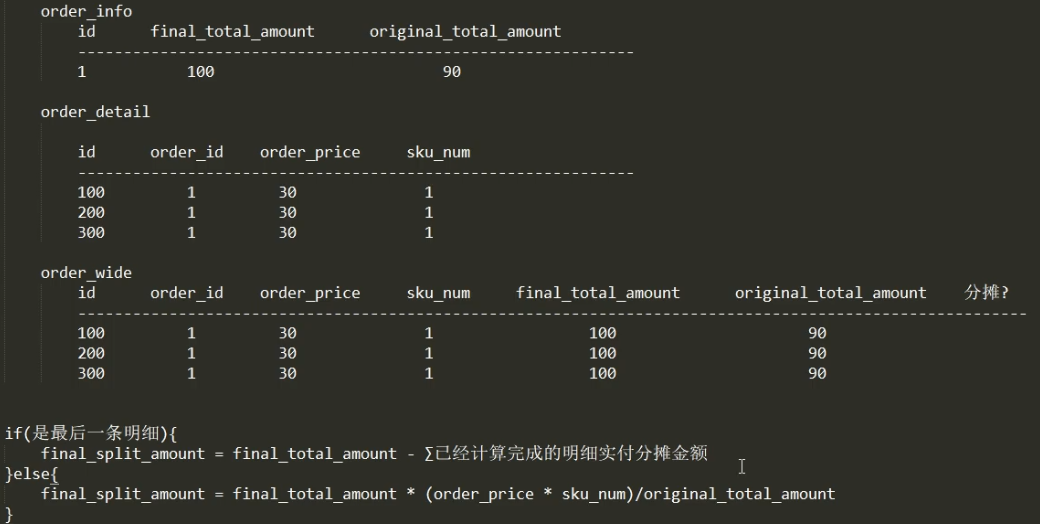 order_info
id final_total_amount original_total_amount
----------------------------------------------------------------
1 100 90
order_detail
id order_id order_price sku_num
----------------------------------------------------------------
100 1 30 1
200 1 30 1
300 1 30 1
order_wide
id order_id order_price sku_num final_total_amount original_total_amount 分摊?
--------------------------------------------------------------------------------------------------------
100 1 30 1 100 90
200 1 30 1 100 90
300 1 30 1 100 90
if(是最后一条明细){
final_split_amount = final_total_amount - ∑已经计算完成的明细实付分摊金额
}else{
final_split_amount = final_total_amount * (order_price * sku_num)/original_total_amount
}